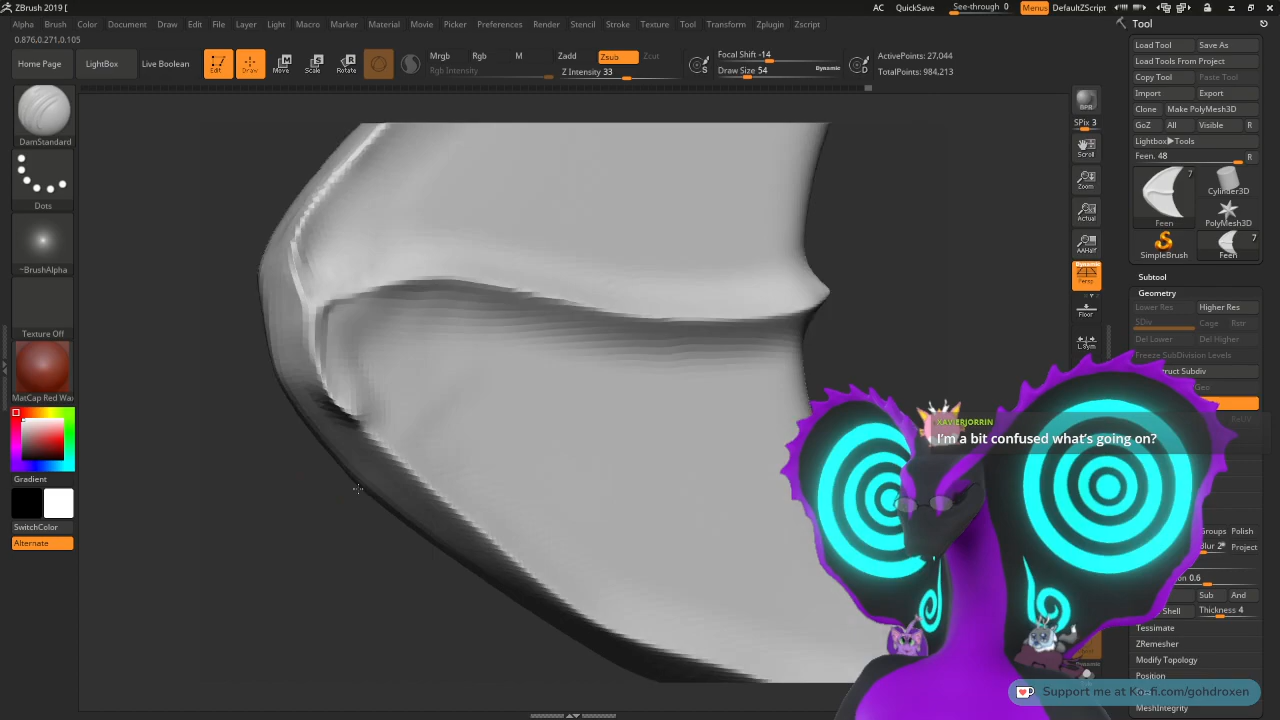 ZBrush 2019 [
AC QuickSave See-through 0 Menus DefaultZScript
Alpha Brush Color Document Draw Edit File Layer Light Macro Marker Material Movie Picker Preferences Render Stencil Stroke Texture Tool Transform Zplugin Zscript
0.876,0.271,0.105
Home Page LightBox Live Boolean Edit Draw Move Scale Rotate
Mrgb Rgb M Zadd Zsub Zcut
Rgb Intensity Z Intensity 33
Focal Shift -14
Draw Size 54 Dynamic
ActivePoints: 27,044
TotalPoints: 984,213
DamStandard
Dots
~BrushAlpha
Texture Off
MatCap Red Wax
Gradient
SwitchColor
Alternate
BPR
SPix 3
Scroll
Zoom
Actual
AAHalf
Dynamic
Persp
Floor
L.Sym
Tool
Load Tool Save As
Load Tools From Project
Copy Tool Paste Tool
Import Export
Clone Make PolyMesh3D
GoZ All Visible R
Lightbox▶Tools
Feen. 48 R
7
Feen
Cylinder3D
PolyMesh3D
SimpleBrush
7
Feen
Subtool
Geometry
Lower Res Higher Res
SDiv Cage Rstr
Del Lower Del Higher
Freeze SubDivision Levels
XAVIERJORRIN
I'm a bit confused what's going on?
Groups Polish
Project
Sub And
Shell Thickness 4
Tessimate
ZRemesher
Modify Topology
Position
MeshIntegrity
Support me at Ko-fi.com/gohdroxen